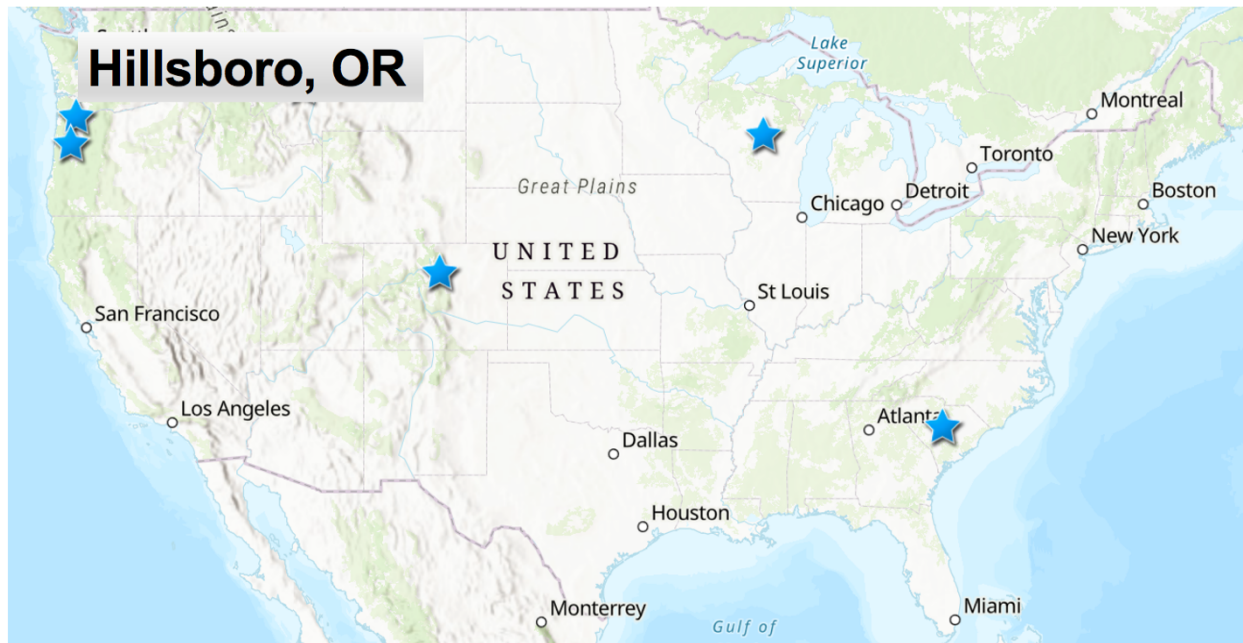 Hillsboro, OR
Lake
Superior
Montreal
Toronto
Great Plains
Chicago
Detroit
Boston
New York
UNITED
STATES
St Louis
San Francisco
Los Angeles
Atlanta
Dallas
Houston
Monterrey
Miami
Gulf of